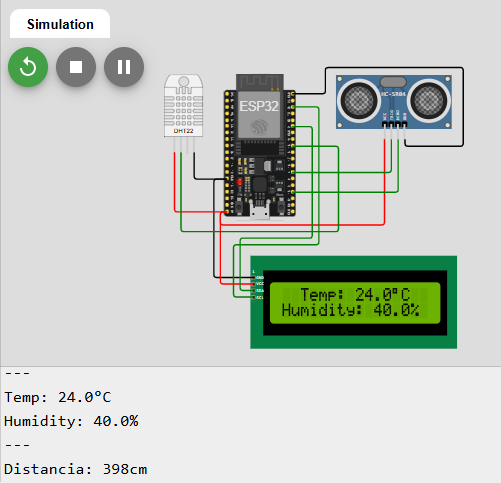 Simulation
ESP32
HC-SR04
DHT22
1
GND
VCC
SDA
SCL
Temp: 24.0°C
Humidity: 40.0%
---
Temp: 24.0°C
Humidity: 40.0%
---
Distancia: 398cm